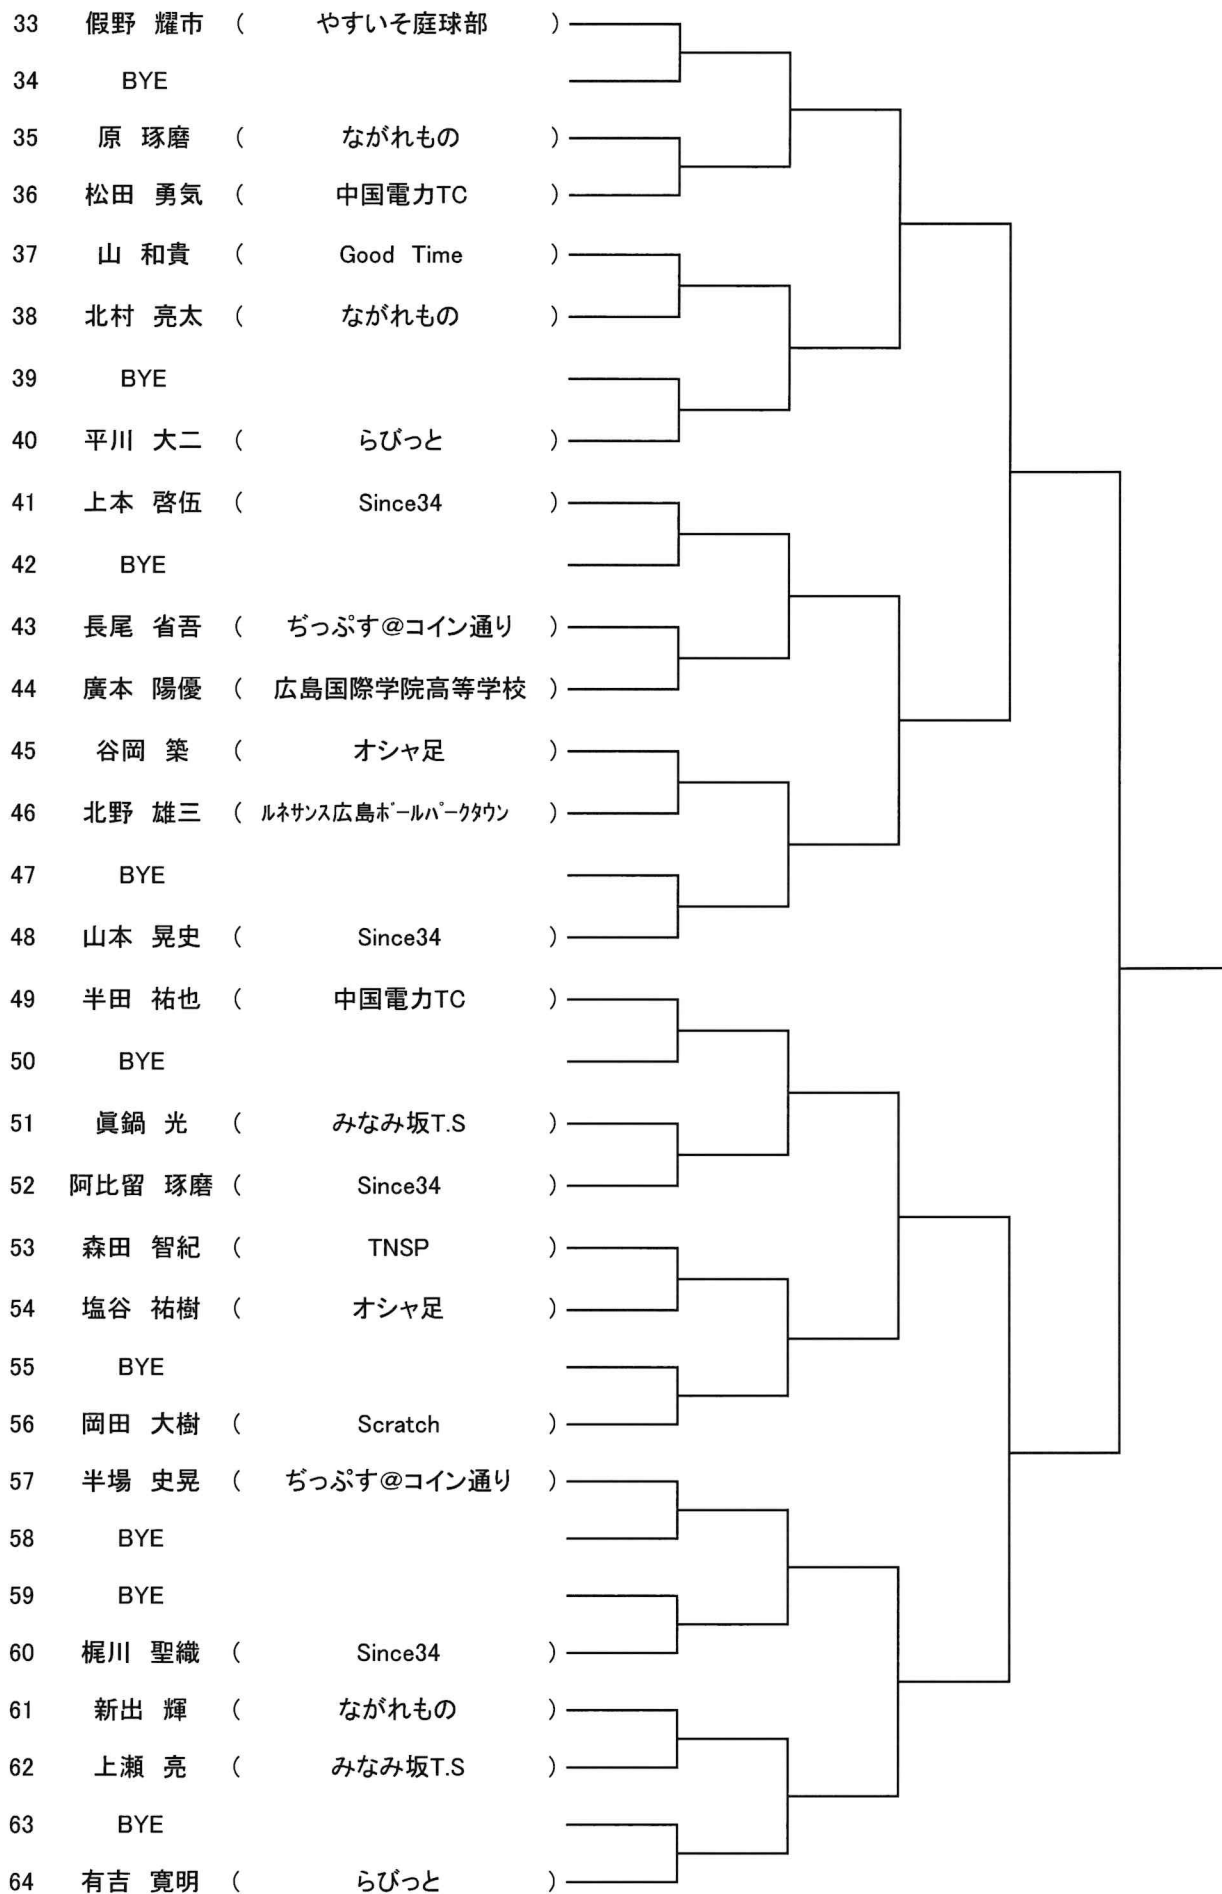 33 假野 耀市 ( やすいそ庭球部 )
34 BYE
35 原 琢磨 ( ながれもの )
36 松田 勇気 ( 中国電力TC )
37 山 和貴 ( Good Time )
38 北村 亮太 ( ながれもの )
39 BYE
40 平川 大二 ( らびっと )
41 上本 啓伍 ( Since34 )
42 BYE
43 長尾 省吾 ( ぢっぷす@コイン通り )
44 廣本 陽優 ( 広島国際学院高等学校 )
45 谷岡 築 ( オシャ足 )
46 北野 雄三 ( ルネサンス広島ボールパークタウン )
47 BYE
48 山本 晃史 ( Since34 )
49 半田 祐也 ( 中国電力TC )
50 BYE
51 眞鍋 光 ( みなみ坂T.S )
52 阿比留 琢磨 ( Since34 )
53 森田 智紀 ( TNSP )
54 塩谷 祐樹 ( オシャ足 )
55 BYE
56 岡田 大樹 ( Scratch )
57 半場 史晃 ( ぢっぷす@コイン通り )
58 BYE
59 BYE
60 梶川 聖織 ( Since34 )
61 新出 輝 ( ながれもの )
62 上瀬 亮 ( みなみ坂T.S )
63 BYE
64 有吉 寛明 ( らびっと )